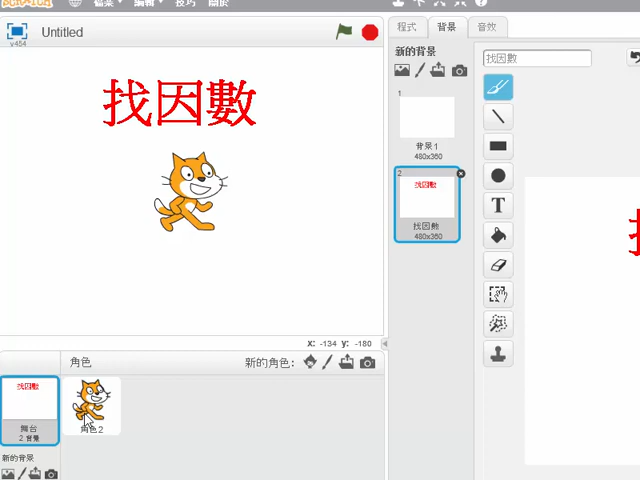 SCRATCH 檔案 編輯 技巧 關於
Untitled
v454
找因數
x: -134 y: -180
角色
新的角色:
找因數
舞台
2 背景
新的背景
角色2
程式
背景
音效
新的背景
找因數
1
背景1
480x360
2
找因數
找因數
480x360
T